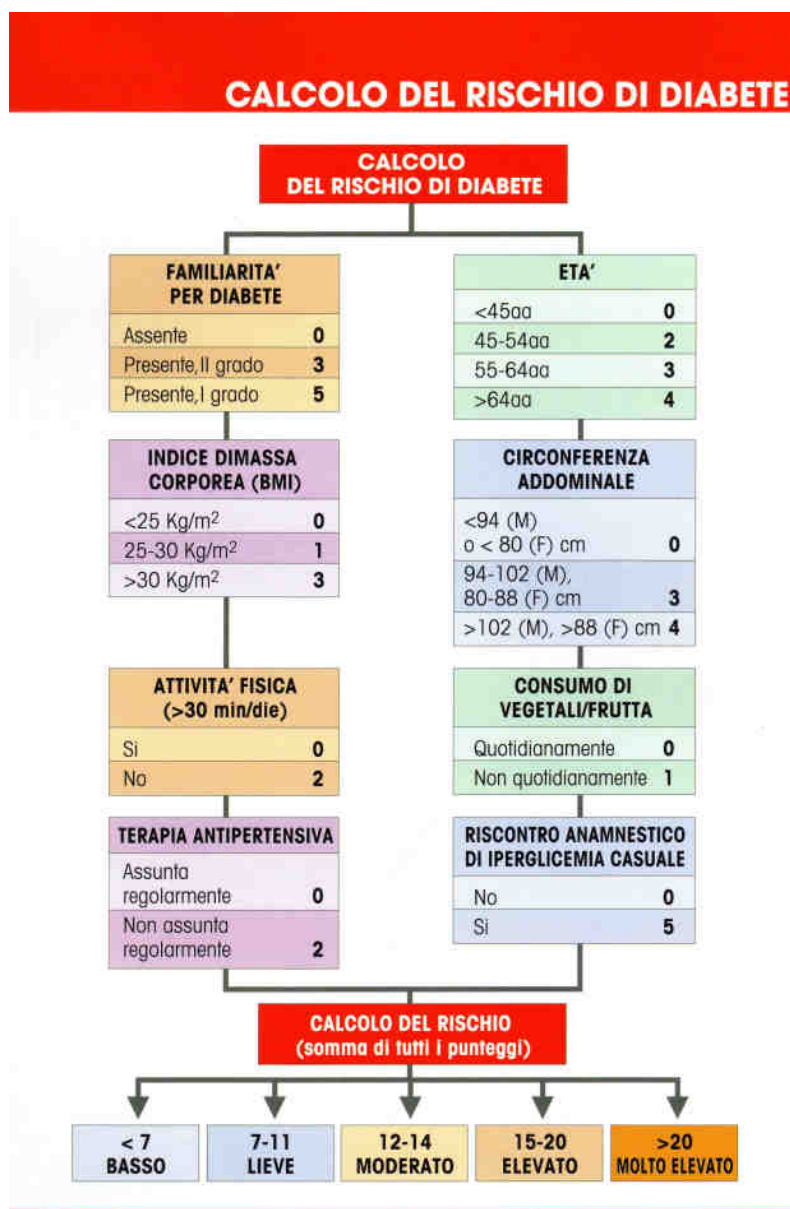 CALCOLO DEL RISCHIO DI DIABETE
CALCOLO
DEL RISCHIO DI DIABETE
FAMILIARITA'
PER DIABETE
Assente 0
Presente,II grado 3
Presente,I grado 5
ETA'
<45aa 0
45-54aa 2
55-64aa 3
>64aa 4
INDICE DIMASSA
CORPOREA (BMI)
<25 Kg/m² 0
25-30 Kg/m² 1
>30 Kg/m² 3
CIRCONFERENZA
ADDOMINALE
<94 (M)
o < 80 (F) cm 0
94-102 (M),
80-88 (F) cm 3
>102 (M), >88 (F) cm 4
ATTIVITA' FISICA
(>30 min/die)
Si 0
No 2
CONSUMO DI
VEGETALI/FRUTTA
Quotidianamente 0
Non quotidianamente 1
TERAPIA ANTIPERTENSIVA
Assunta
regolarmente 0
Non assunta
regolarmente 2
RISCONTRO ANAMNESTICO
DI IPERGLICEMIA CASUALE
No 0
Si 5
CALCOLO DEL RISCHIO
(somma di tutti i punteggi)
< 7
BASSO
7-11
LIEVE
12-14
MODERATO
15-20
ELEVATO
>20
MOLTO ELEVATO